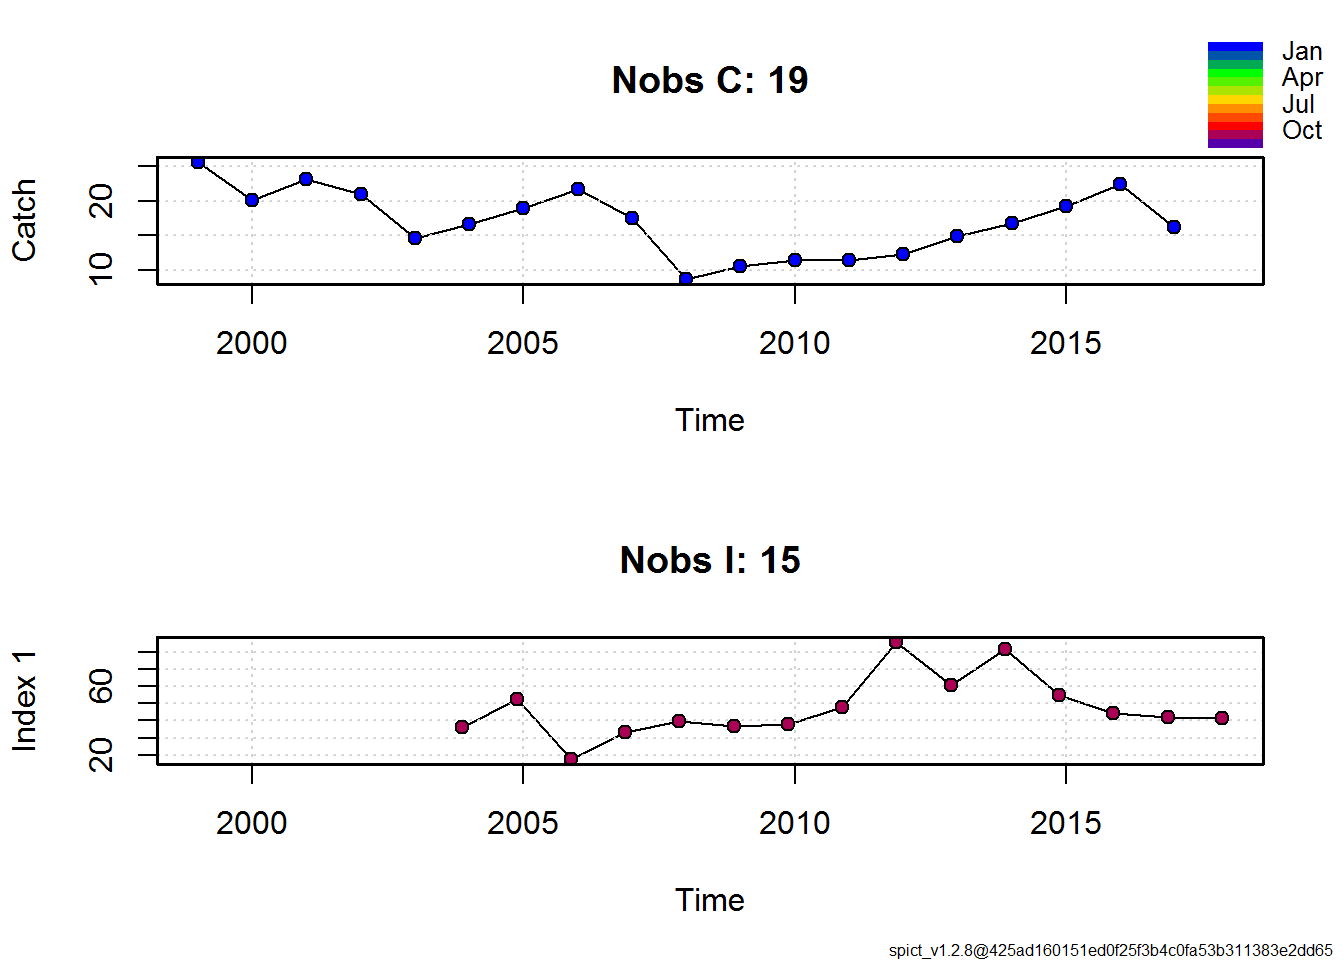 Nobs C: 19
Jan
Apr
Jul
Oct
Catch
20
10
2000 2005 2010 2015
Time
Nobs I: 15
Index 1
60
20
2000 2005 2010 2015
Time
spict_v1.2.8@425ad160151ed0f25f3b4c0fa53b311383e2dd65